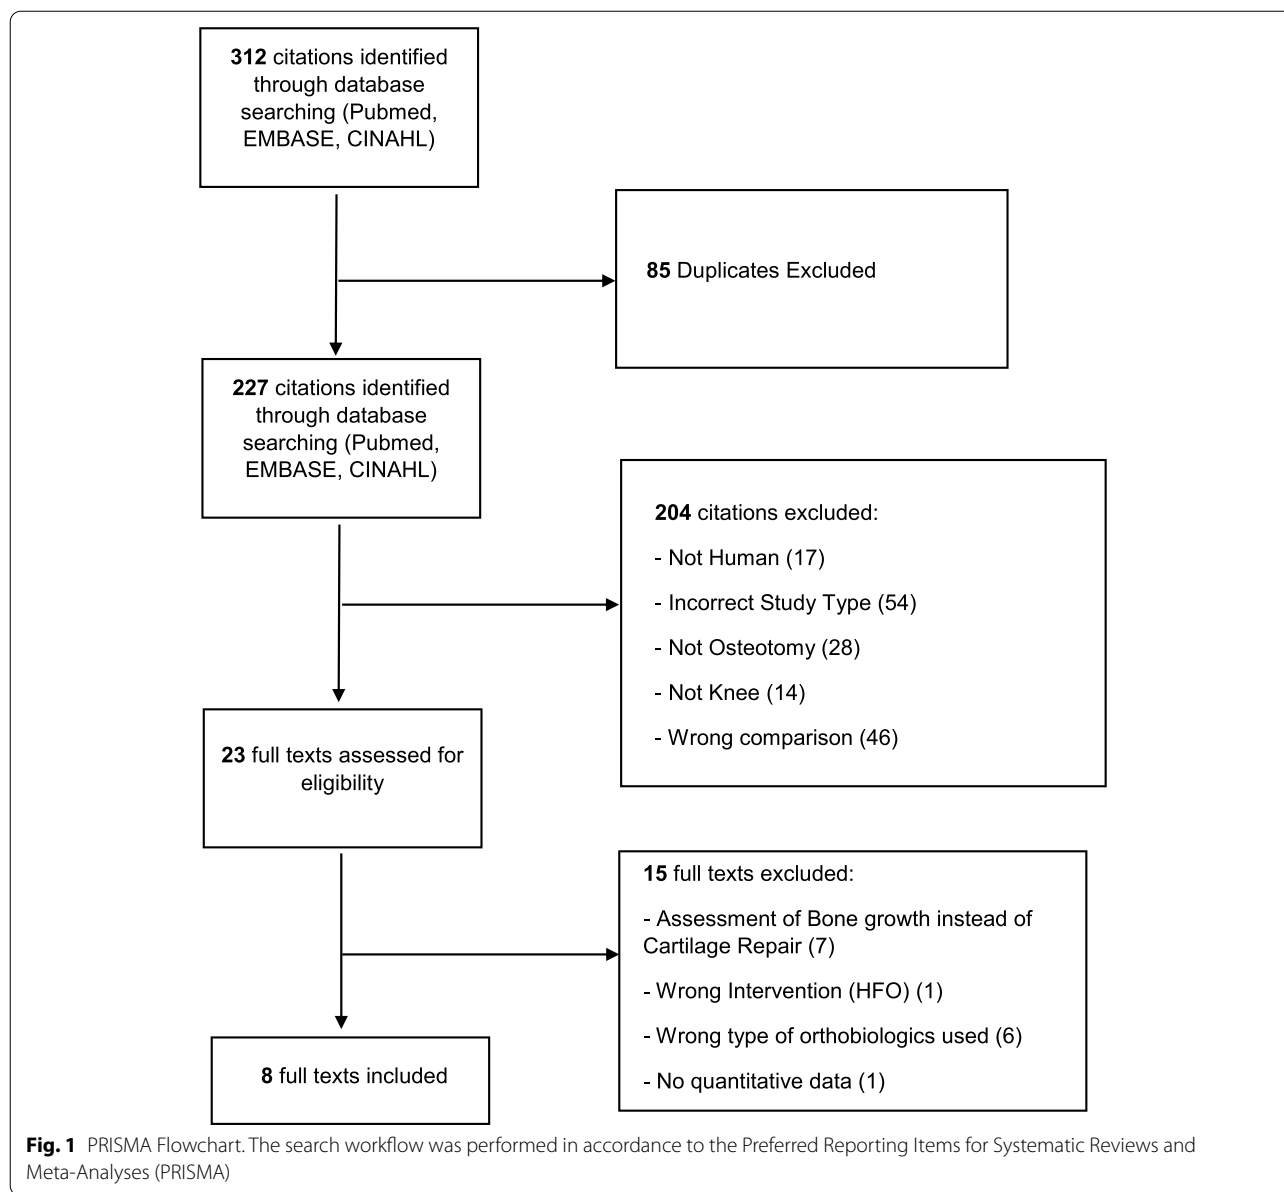 312 citations identified
through database
searching (Pubmed,
EMBASE, CINAHL)
85 Duplicates Excluded
227 citations identified
through database
searching (Pubmed,
EMBASE, CINAHL)
204 citations excluded:
- Not Human (17)
- Incorrect Study Type (54)
- Not Osteotomy (28)
- Not Knee (14)
- Wrong comparison (46)
23 full texts assessed for
eligibility
15 full texts excluded:
- Assessment of Bone growth instead of
Cartilage Repair (7)
- Wrong Intervention (HFO) (1)
- Wrong type of orthobiologics used (6)
- No quantitative data (1)
8 full texts included
Fig. 1 PRISMA Flowchart. The search workflow was performed in accordance to the Preferred Reporting Items for Systematic Reviews and
Meta-Analyses (PRISMA)